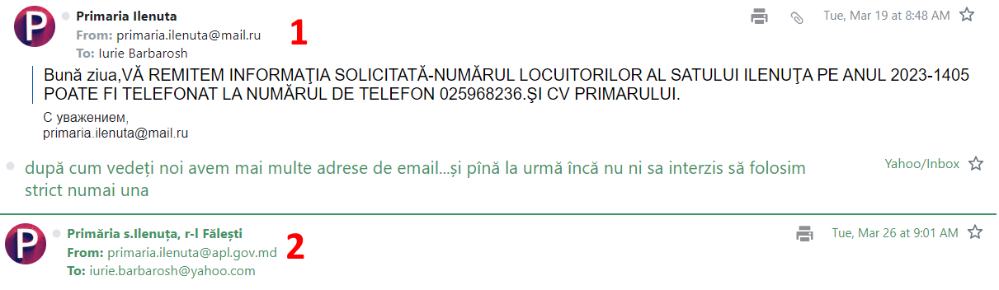 P
Primaria Ilenuta
From: primaria.ilenuta@mail.ru
1
To: Iurie Barbarosh
Tue, Mar 19 at 8:48 AM
Bună ziua,VĂ REMITEM INFORMAŢIA SOLICITATĂ-NUMĂRUL LOCUITORILOR AL SATULUI ILENUŢA PE ANUL 2023-1405
POATE FI TELEFONAT LA NUMĂRUL DE TELEFON 025968236.ŞI CV PRIMARULUI.
С уважением,
primaria.ilenuta@mail.ru
după cum vedeți noi avem mai multe adrese de email...și pînă la urmă încă nu ni sa interzis să folosim
strict numai una
Yahoo/Inbox
P
Primăria s.Ilenuța, r-l Fălești
From: primaria.ilenuta@apl.gov.md
2
To: iurie.barbarosh@yahoo.com
Tue, Mar 26 at 9:01 AM